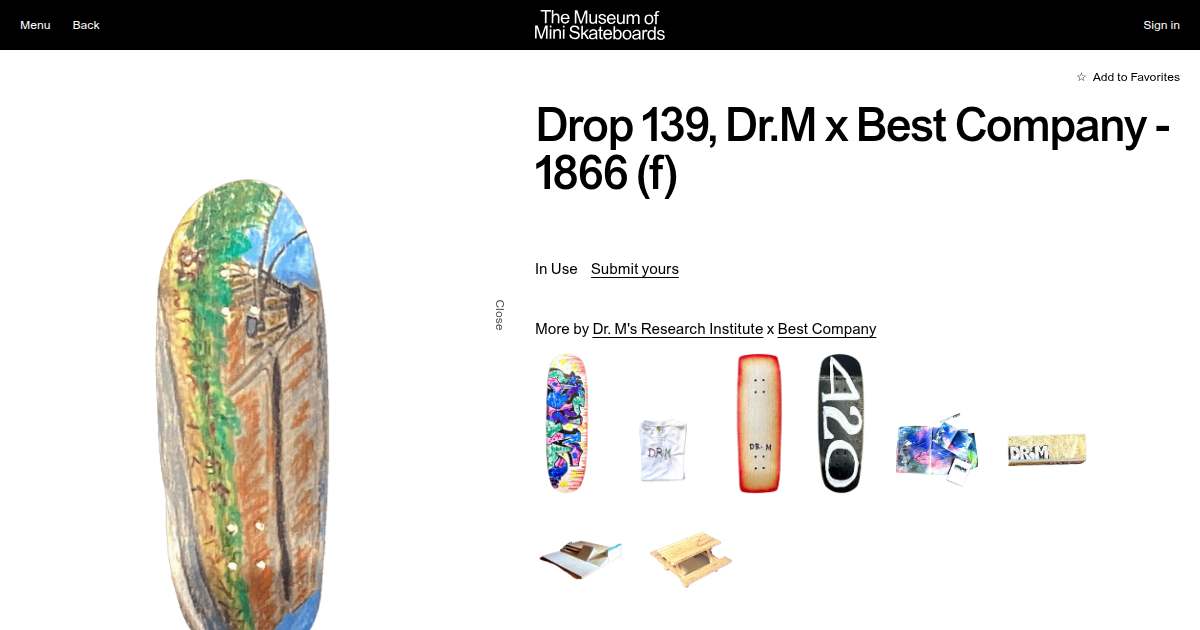 Menu
Back
The Museum of
Mini Skateboards
Sign in
☆ Add to Favorites
Drop 139, Dr.M x Best Company -
1866 (f)
In Use
Submit yours
Close
More by Dr. M's Research Institute x Best Company
DR.M
DR.M
420
DR.M